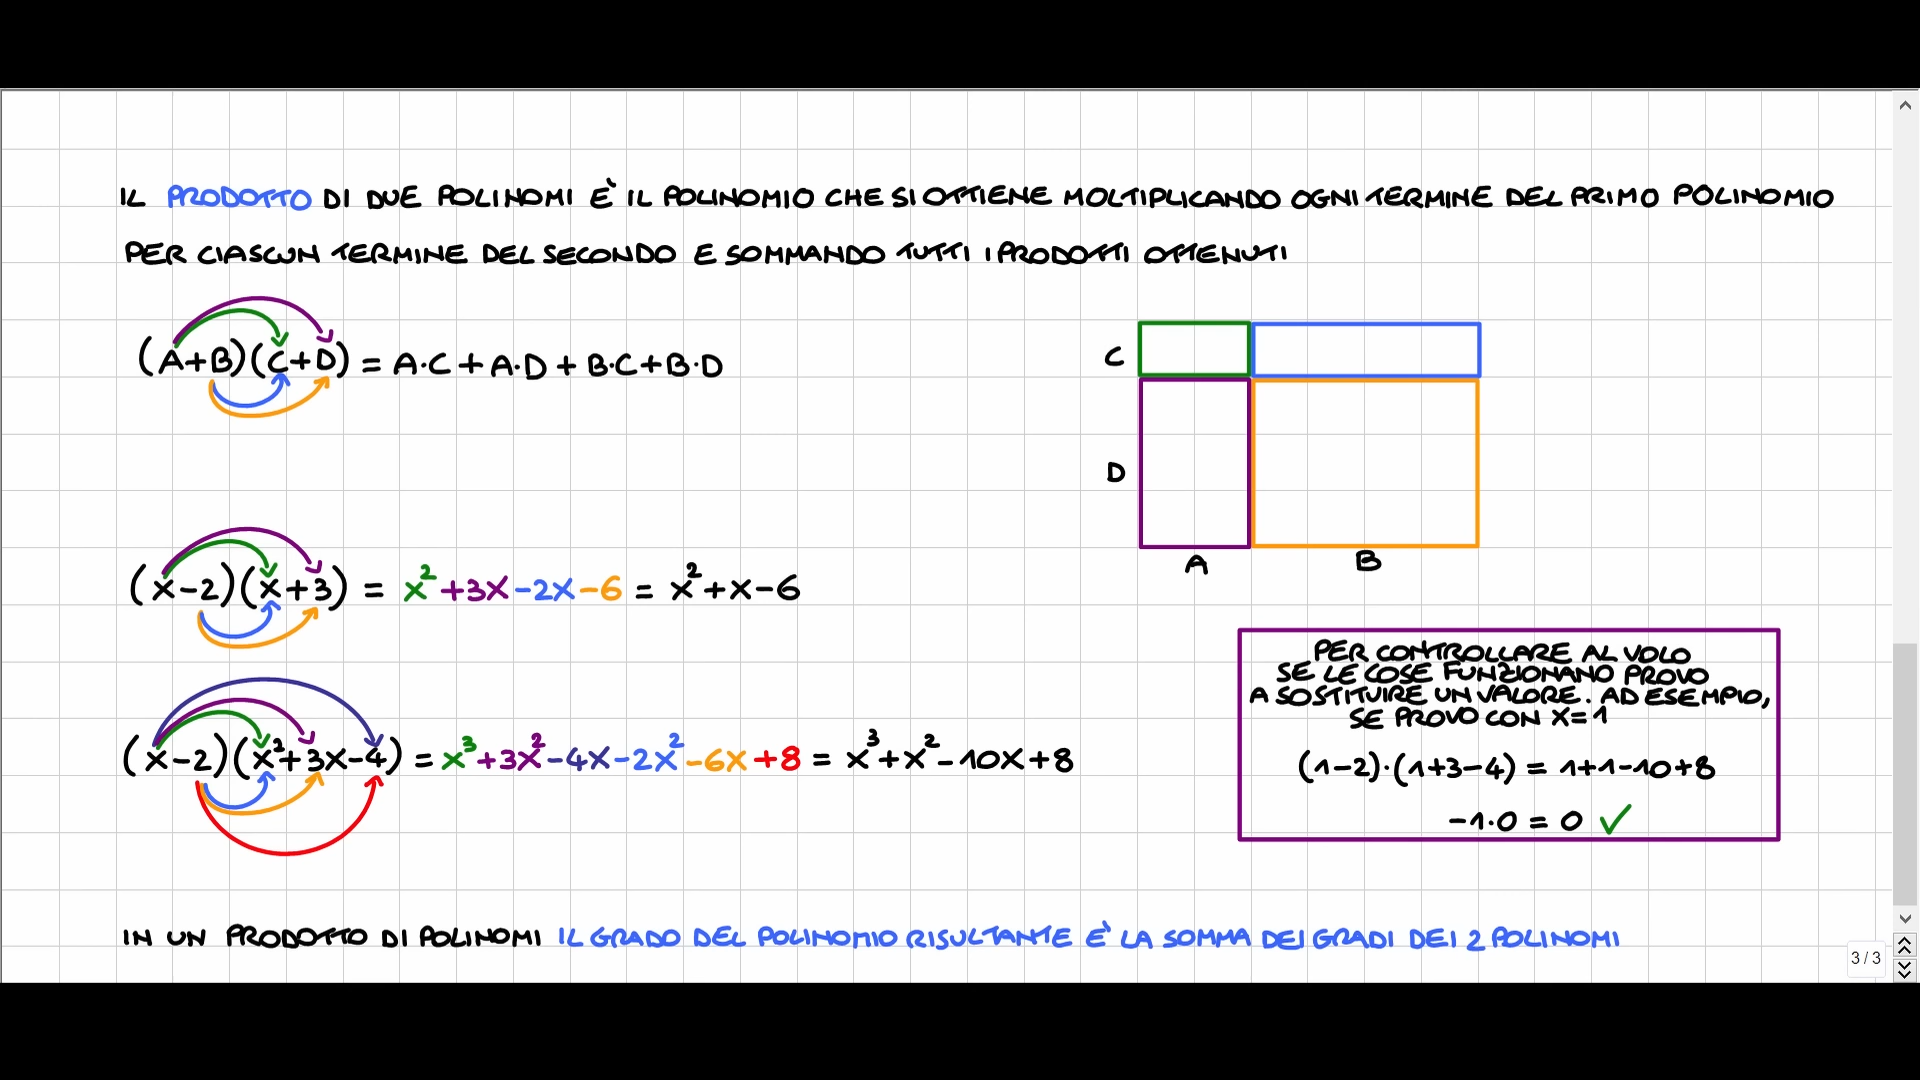 IL PRODOTTO DI DUE POLINOMI E' IL POLINOMIO CHE SI OTTIENE MOLTIPLICANDO OGNI TERMINE DEL PRIMO POLINOMIO
PER CIASCUN TERMINE DEL SECONDO E SOMMANDO TUTTI I PRODOTTI OTTENUTI
(A+B)(C+D) = A·C + A·D + B·C + B·D
C
D
A
B
(x-2)(x+3) = x²+3x-2x-6 = x²+x-6
(x-2)(x²+3x-4) = x³+3x²-4x-2x²-6x+8 = x³+x²-10x+8
PER CONTROLLARE AL VOLO
SE LE COSE FUNZIONANO PROVO
A SOSTITUIRE UN VALORE. AD ESEMPIO,
SE PROVO CON X=1
(1-2)·(1+3-4) = 1+1-10+8
-1·0 = 0 ✓
IN UN PRODOTTO DI POLINOMI IL GRADO DEL POLINOMIO RISULTANTE E' LA SOMMA DEI GRADI DEI 2 POLINOMI
3 / 3